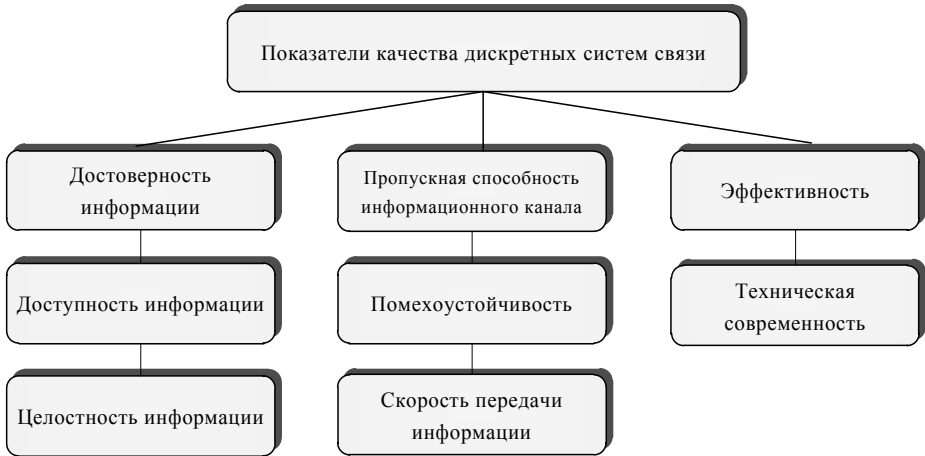 Показатели качества дискретных систем связи
Достоверность
информации
Пропускная способность
информационного канала
Эффективность
Доступность информации
Помехоустойчивость
Техническая
современность
Целостность информации
Скорость передачи
информации